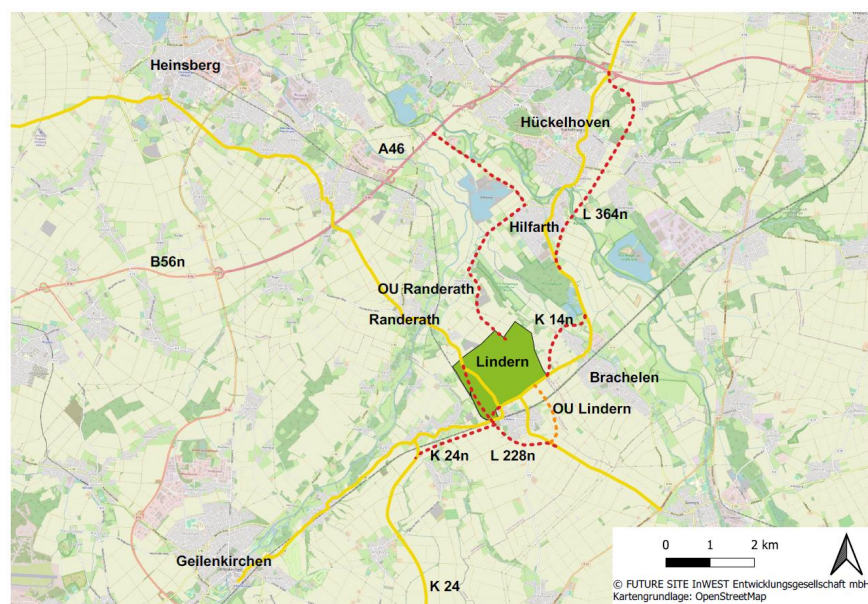 Heinsberg
Hückelhoven
A46
L 364n
Hilfarth
B56n
OU Randerath
Randerath
K 14n
Lindern
Brachelen
OU Lindern
K 24n
L 228n
Geilenkirchen
K 24
0 1 2 km
© FUTURE SITE InWEST Entwicklungsgesellschaft mbH
Kartengrundlage: OpenStreetMap